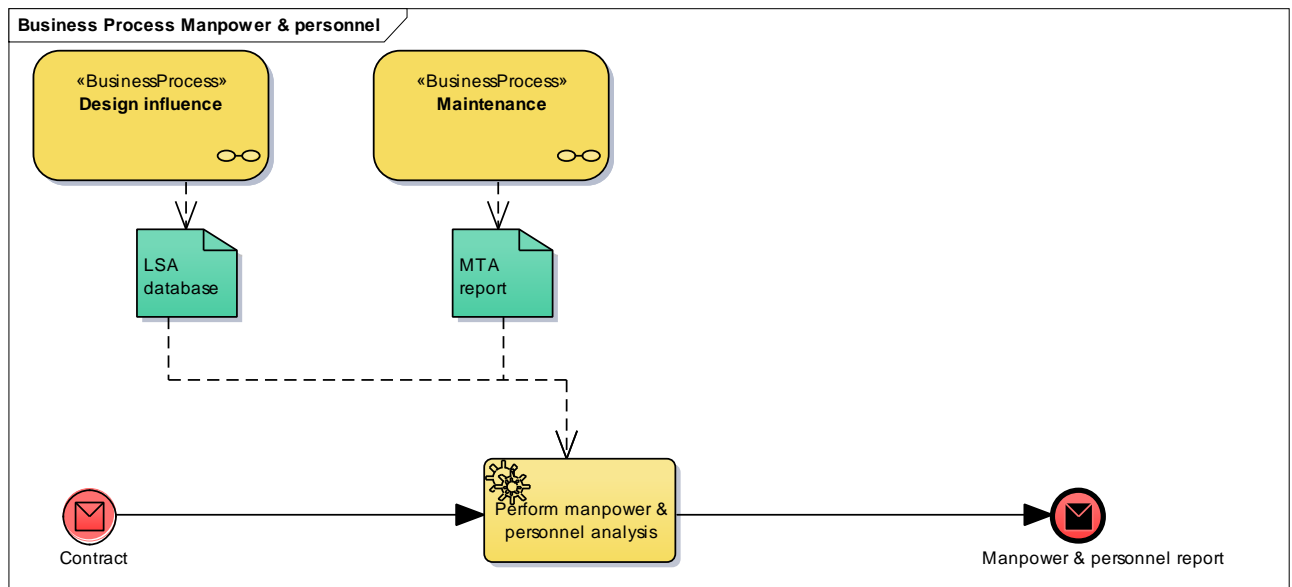 Business Process Manpower & personnel
«BusinessProcess»
Design influence
«BusinessProcess»
Maintenance
LSA
database
MTA
report
Perform manpower &
personnel analysis
Contract
Manpower & personnel report